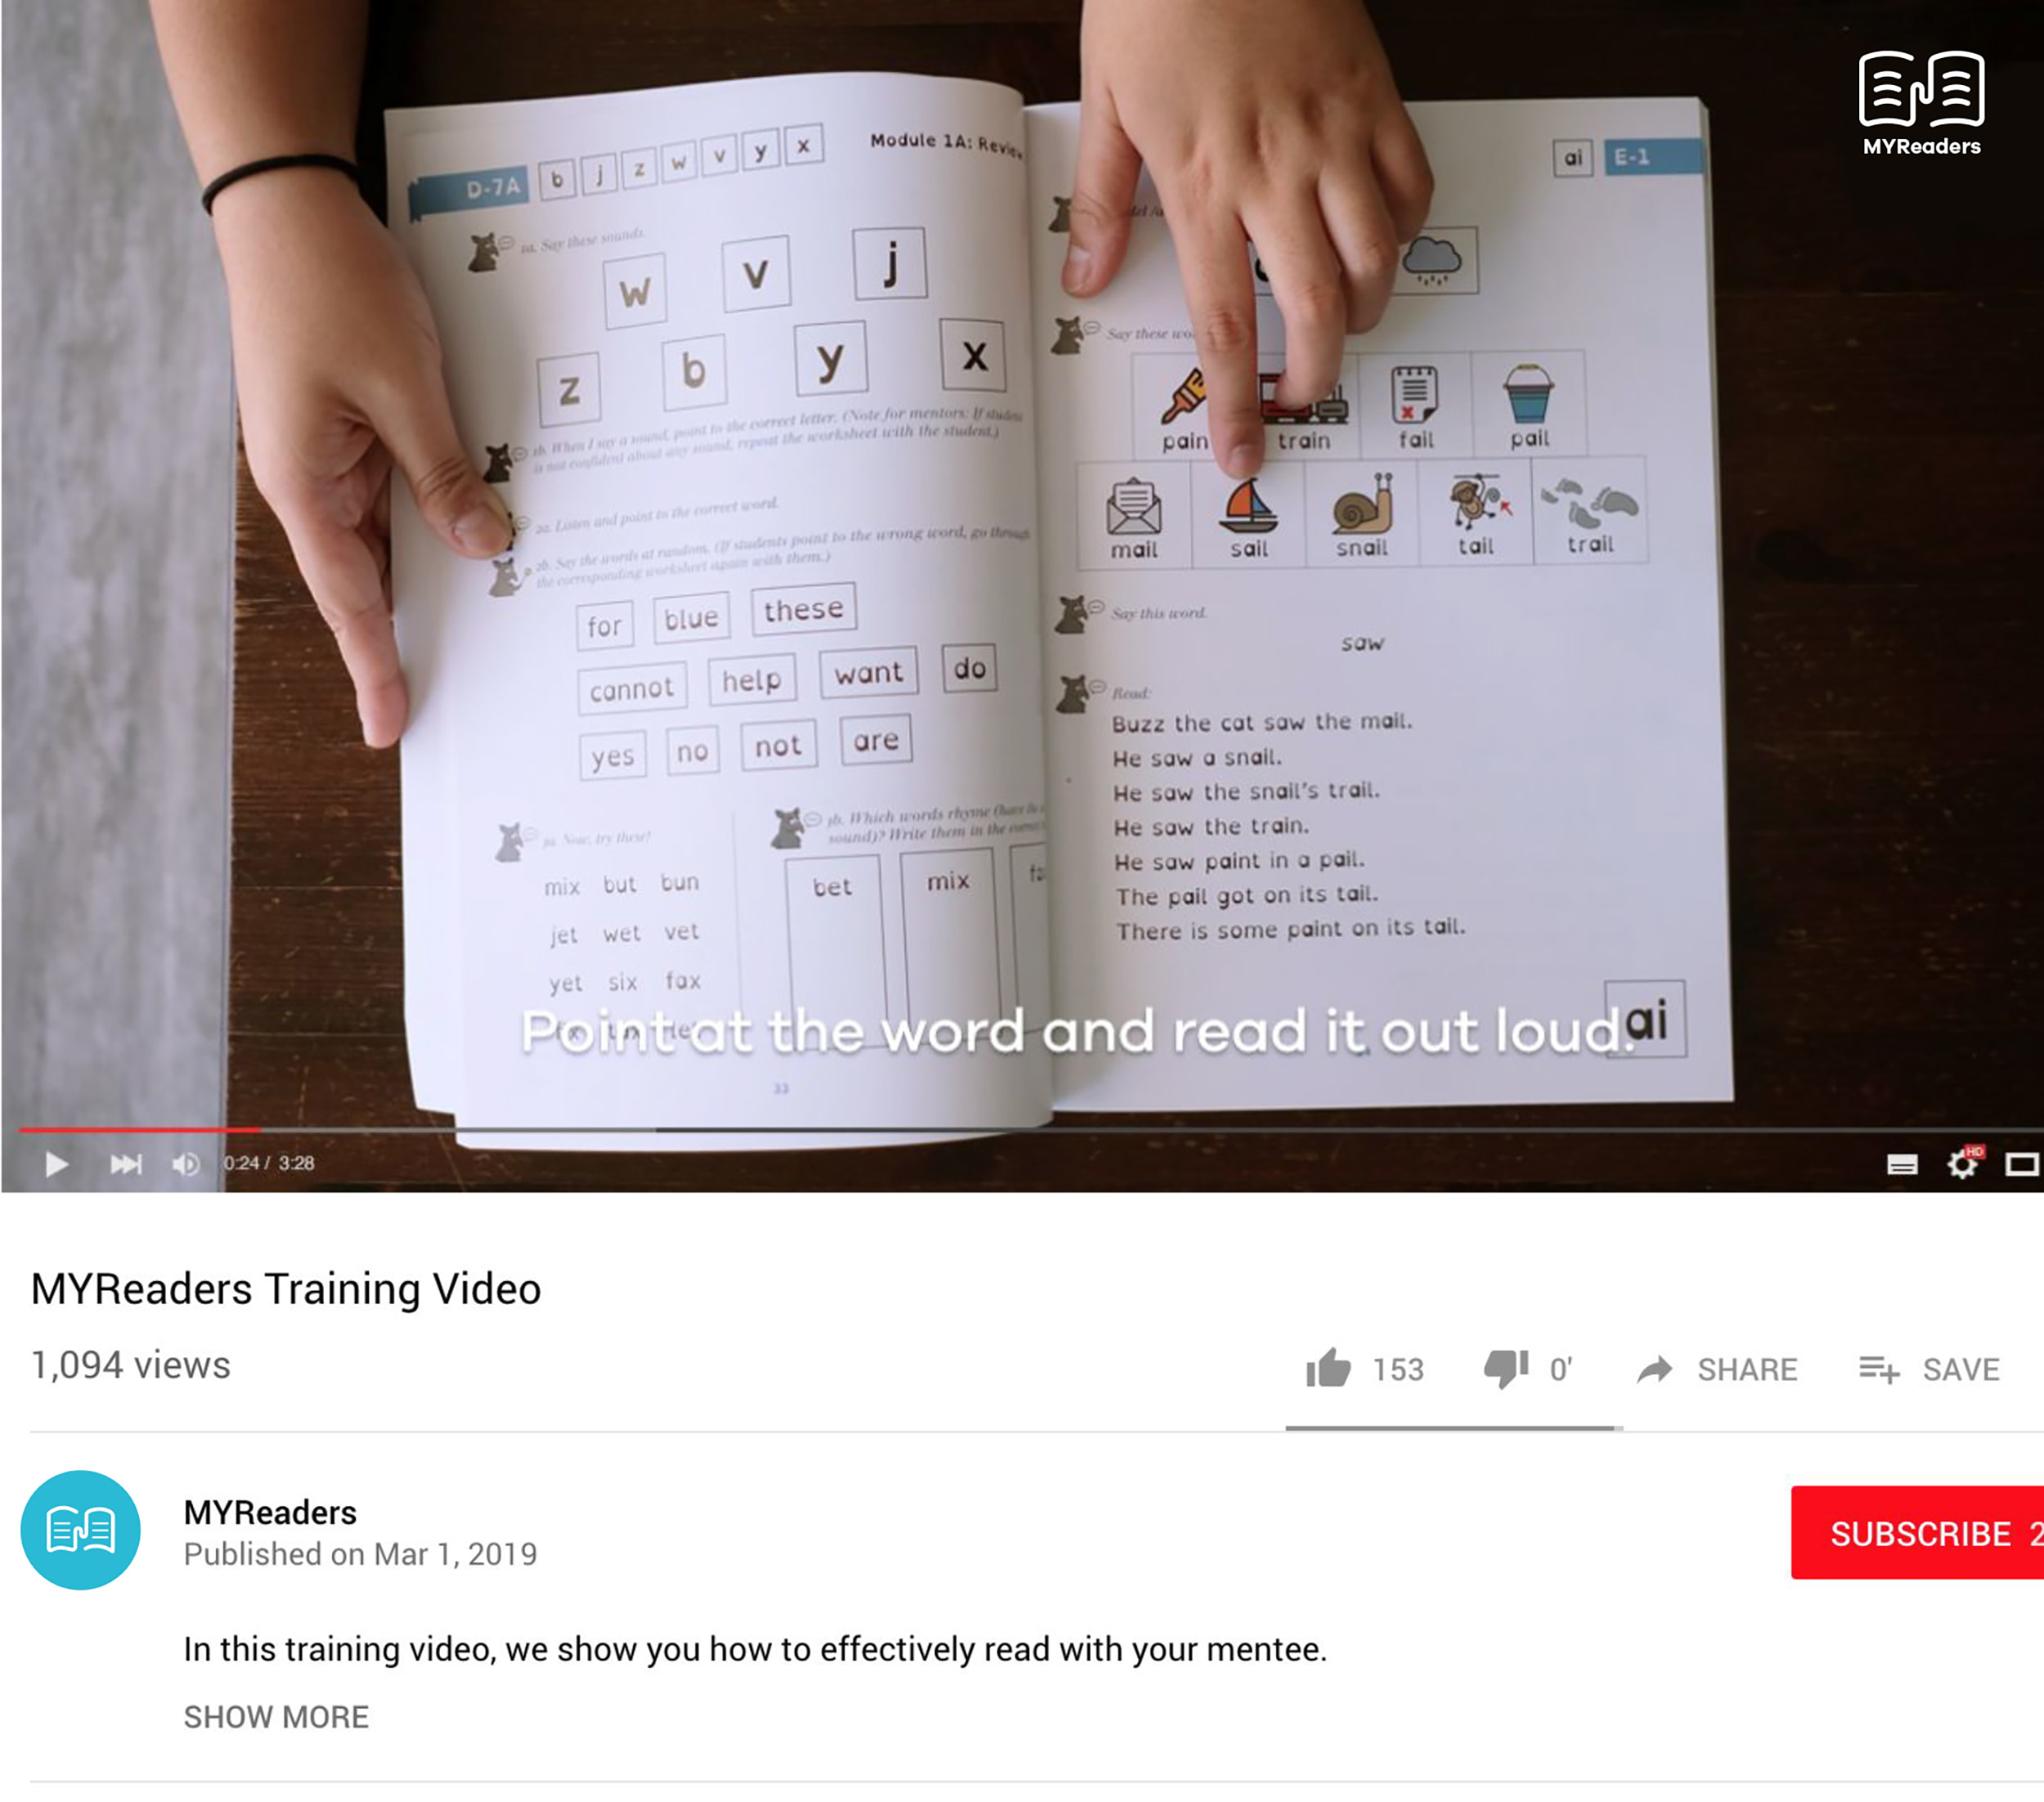 MYReaders
D-7A b j z w v y x
Module 1A: Review
1a. Say these sounds.
w v j
z b y x
1b. When I say a sound, point to the correct letter. (Note for mentors: If student
is not confident about any sound, repeat the worksheet with the student.)
2a. Listen and point to the correct word.
2b. Say the words at random. (If students point to the wrong word, go through
the corresponding worksheet again with them.)
for blue these
cannot help want do
yes no not are
3a. Now, try these!
mix but bun
jet wet vet
yet six fax
3b. Which words rhyme
sound)? Write them in the
bet mix
33
ai E-1
Say these
pain train fail pail
mail sail snail tail trail
Say this word.
saw
Read:
Buzz the cat saw the mail.
He saw a snail.
He saw the snail's trail.
He saw the train.
He saw paint in a pail.
The pail got on its tail.
There is some paint on its tail.
ai
Point at the word and read it out loud.
0:24 / 3:28
HD
MYReaders Training Video
1,094 views
153 0' SHARE SAVE
MYReaders
Published on Mar 1, 2019
SUBSCRIBE 2
In this training video, we show you how to effectively read with your mentee.
SHOW MORE